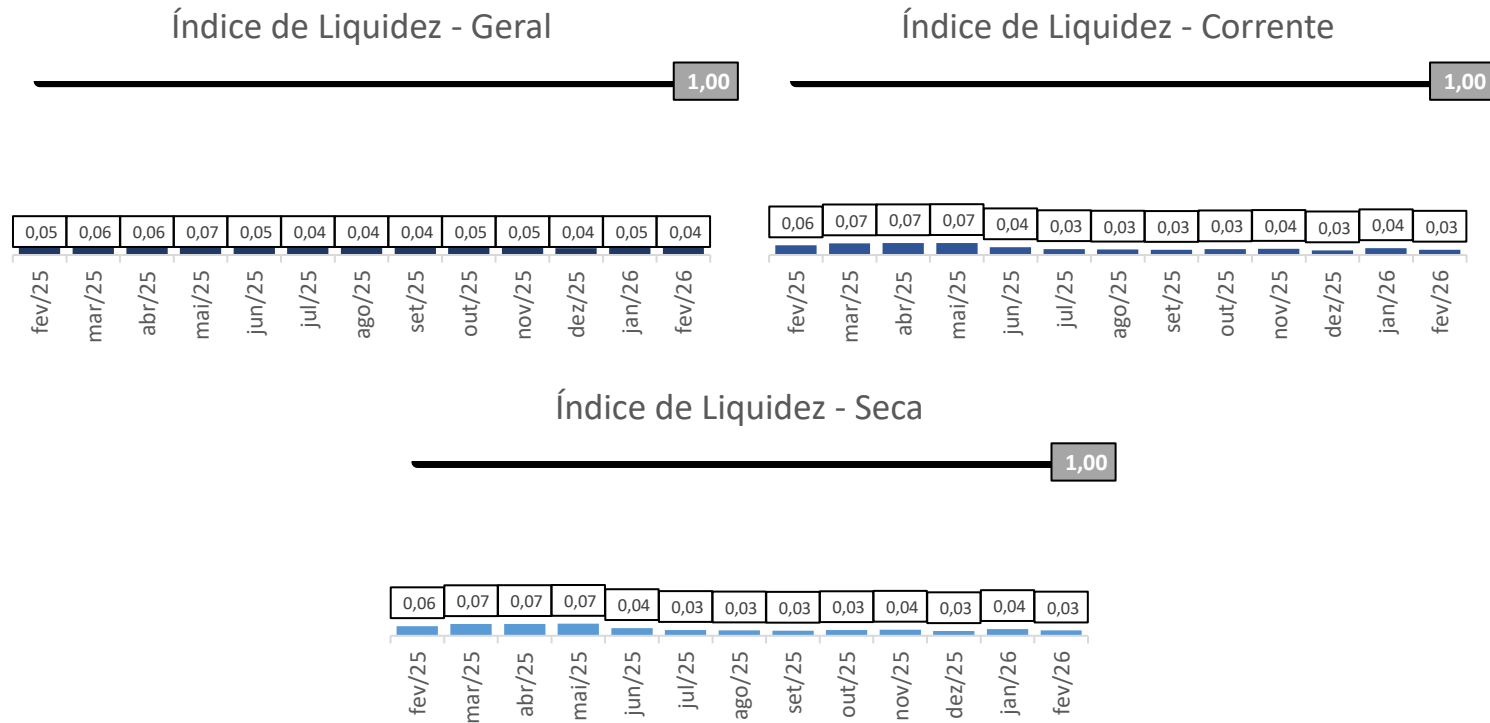 Índice de Liquidez - Geral
1,00
0,05 0,06 0,06 0,07 0,05 0,04 0,04 0,04 0,05 0,05 0,04 0,05 0,04
fev/25 mar/25 abr/25 mai/25 jun/25 jul/25 ago/25 set/25 out/25 nov/25 dez/25 jan/26 fev/26
Índice de Liquidez - Corrente
1,00
0,06 0,07 0,07 0,07 0,04 0,03 0,03 0,03 0,03 0,04 0,03 0,04 0,03
fev/25 mar/25 abr/25 mai/25 jun/25 jul/25 ago/25 set/25 out/25 nov/25 dez/25 jan/26 fev/26
Índice de Liquidez - Seca
1,00
0,06 0,07 0,07 0,07 0,04 0,03 0,03 0,03 0,03 0,04 0,03 0,04 0,03
fev/25 mar/25 abr/25 mai/25 jun/25 jul/25 ago/25 set/25 out/25 nov/25 dez/25 jan/26 fev/26